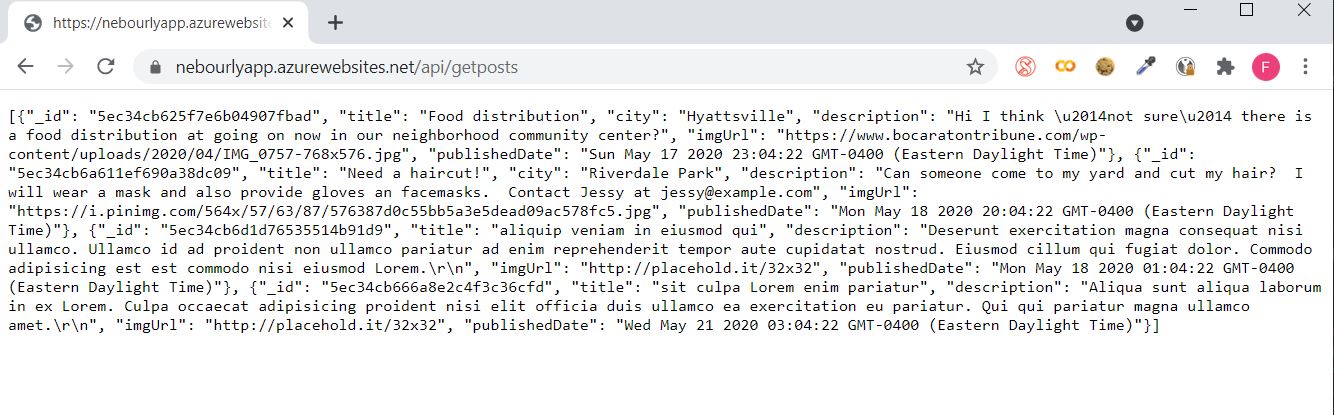 https://nebourlyapp.azurewebsite
nebourlyapp.azurewebsites.net/api/getposts
F
[{"_id": "5ec34cb625f7e6b04907fbad", "title": "Food distribution", "city": "Hyattsville", "description": "Hi I think \u2014not sure\u2014 there is
a food distribution at going on now in our neighborhood community center?", "imgUrl": "https://www.bocaratontribune.com/wp-
content/uploads/2020/04/IMG_0757-768x576.jpg", "publishedDate": "Sun May 17 2020 23:04:22 GMT-0400 (Eastern Daylight Time)"}, {"_id":
"5ec34cb6a611ef690a38dc09", "title": "Need a haircut!", "city": "Riverdale Park", "description": "Can someone come to my yard and cut my hair?  I
will wear a mask and also provide gloves an facemasks.  Contact Jessy at jessy@example.com", "imgUrl":
"https://i.pinimg.com/564x/57/63/87/576387d0c55bb5a3e5dead09ac578fc5.jpg", "publishedDate": "Mon May 18 2020 20:04:22 GMT-0400 (Eastern Daylight
Time)"}, {"_id": "5ec34cb6d1d76535514b91d9", "title": "aliquip veniam in eiusmod qui", "description": "Deserunt exercitation magna consequat nisi
ullamco. Ullamco id ad proident non ullamco pariatur ad enim reprehenderit tempor aute cupidatat nostrud. Eiusmod cillum qui fugiat dolor. Commodo
adipisicing est est commodo nisi eiusmod Lorem.\r\n", "imgUrl": "http://placehold.it/32x32", "publishedDate": "Mon May 18 2020 01:04:22 GMT-0400
(Eastern Daylight Time)"}, {"_id": "5ec34cb666a8e2c4f3c36cfd", "title": "sit culpa Lorem enim pariatur", "description": "Aliqua sunt aliqua laborum
in ex Lorem. Culpa occaecat adipisicing proident nisi elit officia duis ullamco ea exercitation eu pariatur. Qui qui pariatur magna ullamco
amet.\r\n", "imgUrl": "http://placehold.it/32x32", "publishedDate": "Wed May 21 2020 03:04:22 GMT-0400 (Eastern Daylight Time)"}]